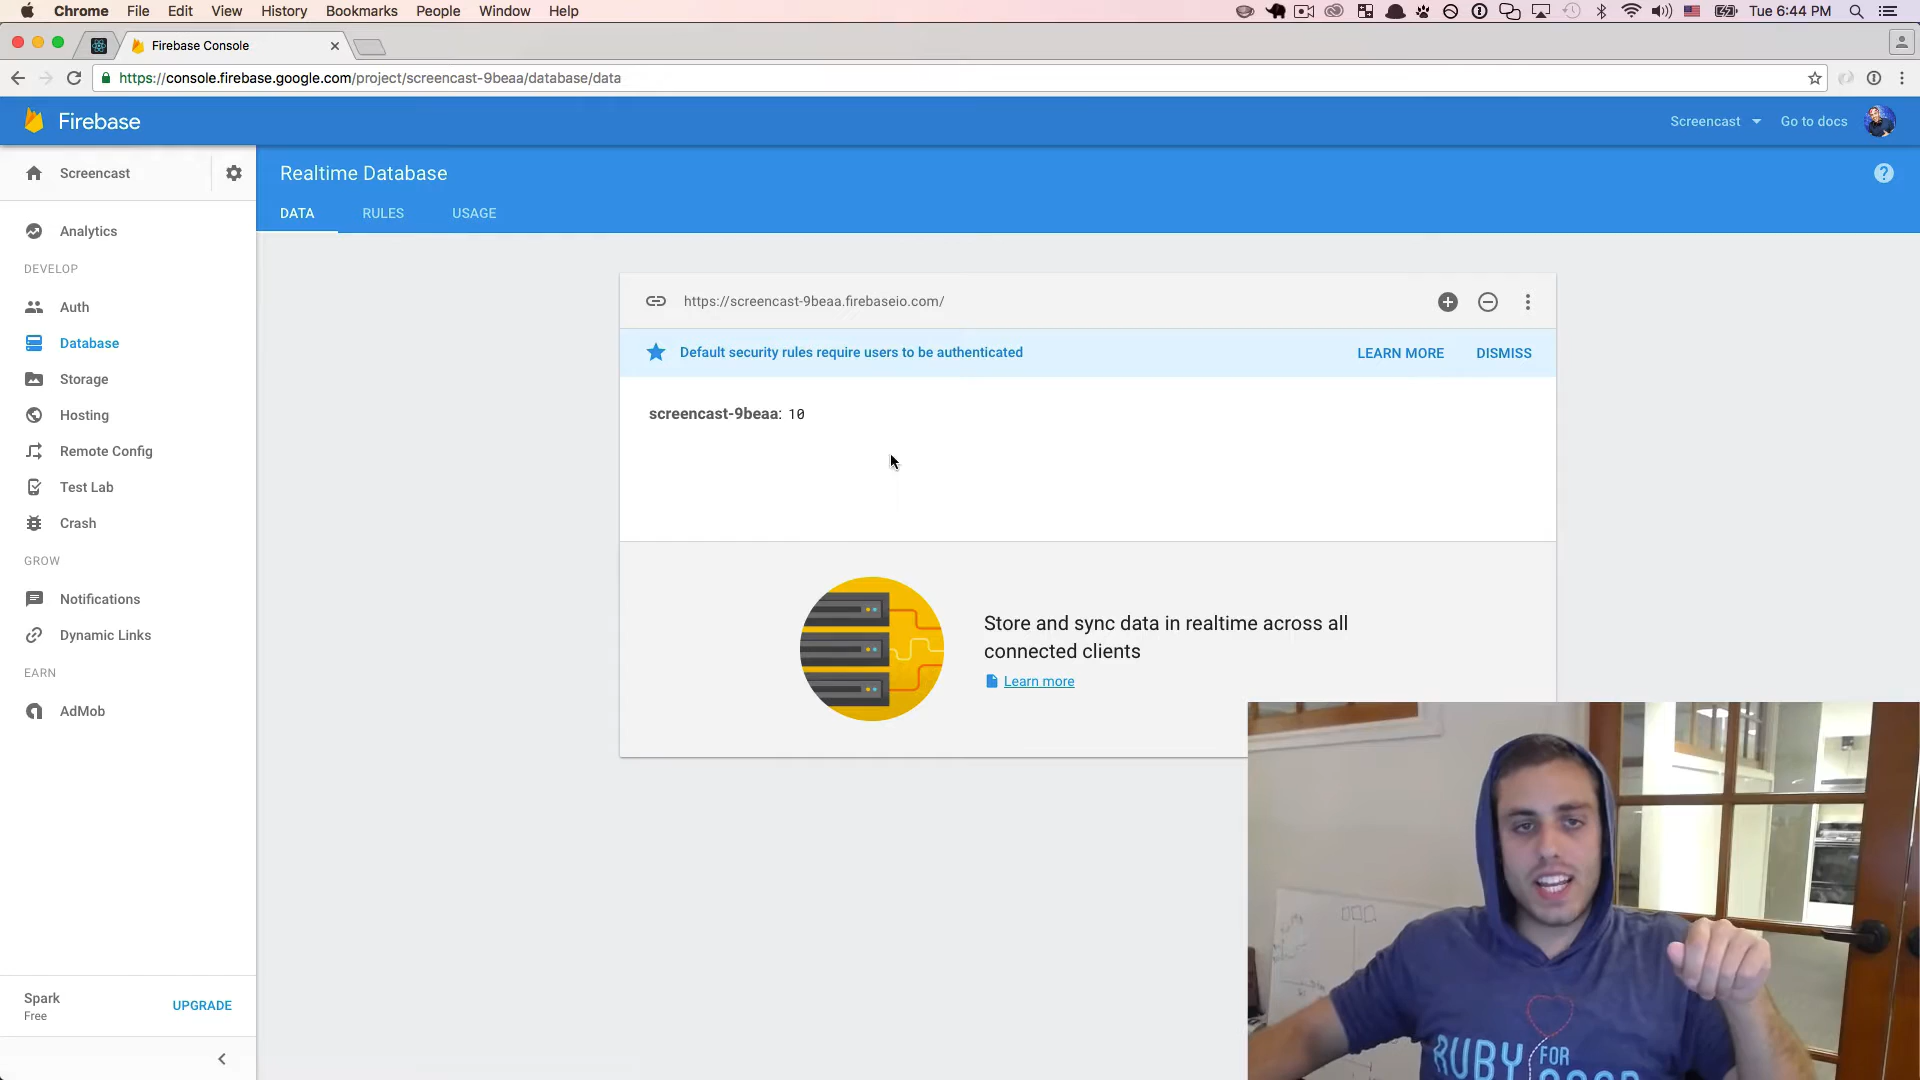 Chrome File Edit View History Bookmarks People Window Help Tue 6:44 PM
Firebase Console
https://console.firebase.google.com/project/screencast-9beaa/database/data
Firebase
Screencast
Go to docs
Screencast
Realtime Database
DATA RULES USAGE
Analytics
DEVELOP
Auth
Database
Storage
Hosting
Remote Config
Test Lab
Crash
GROW
Notifications
Dynamic Links
EARN
AdMob
Spark
Free
UPGRADE
https://screencast-9beaa.firebaseio.com/
Default security rules require users to be authenticated
LEARN MORE DISMISS
screencast-9beaa: 10
Store and sync data in realtime across all
connected clients
Learn more
RUBY FOR
GOOD